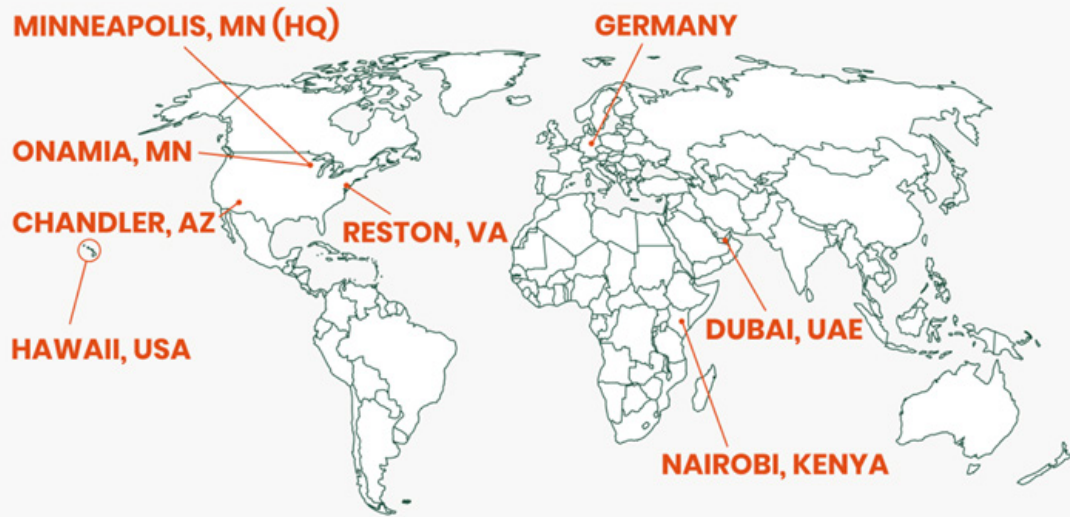 MINNEAPOLIS, MN (HQ)
GERMANY
ONAMIA, MN
CHANDLER, AZ
RESTON, VA
HAWAII, USA
DUBAI, UAE
NAIROBI, KENYA